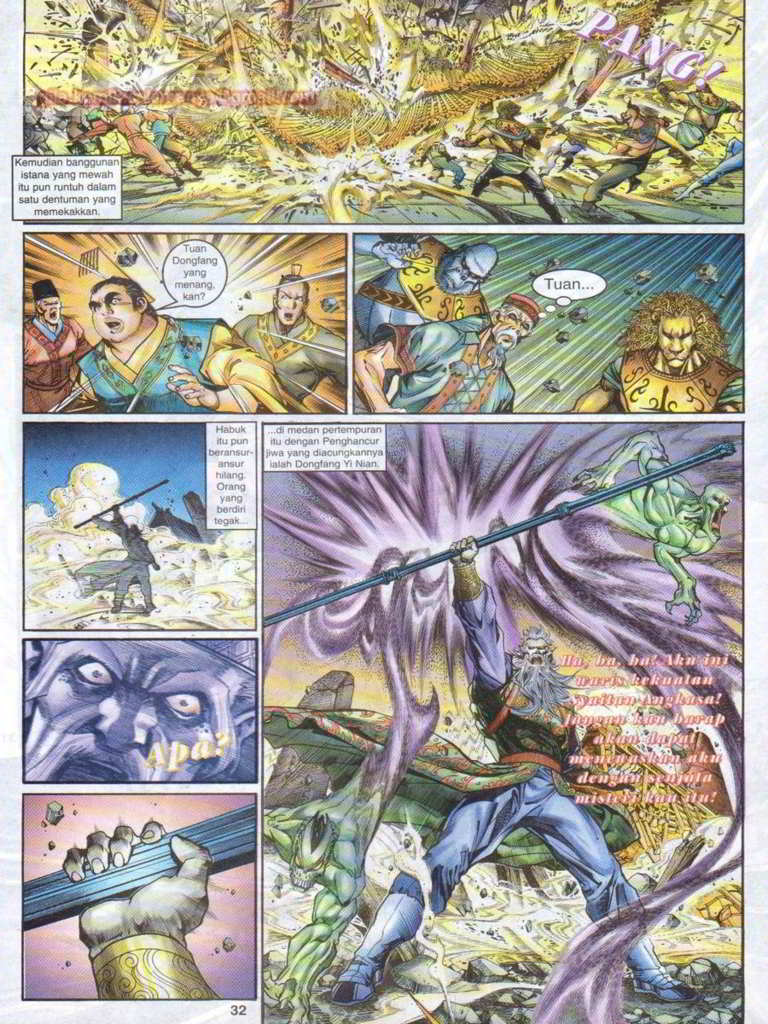 PANG!
Kemudian banggunan
istana yang mewah
itu pun runtuh dalam
satu dentuman yang
memekakkan.
Tuan
Dongfang
yang
menang,
kan?
Tuan...
Habuk
itu pun
beransur-
ansur
hilang.
Orang
yang
berdiri
tegak...
...di medan pertempuran
itu dengan Penghancur
jiwa yang diacungkannya
ialah Dongfang Yi Nian.
Apa?
Ha, ha, ha! Aku ini
waris kekuatan
Syaitan Angkasa!
Jangan kau harap
akan dapat
menewaskan aku
dengan senjata
misteri kau itu!
32